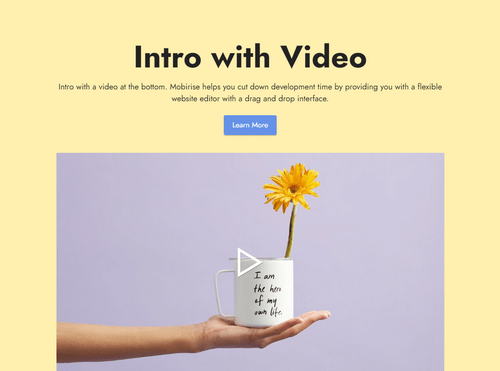 Intro with Video
Intro with a video at the bottom. Mobirise helps you cut down development time by providing you with a flexible
website editor with a drag and drop interface.
Learn More
I am
the hero
of my
own life.